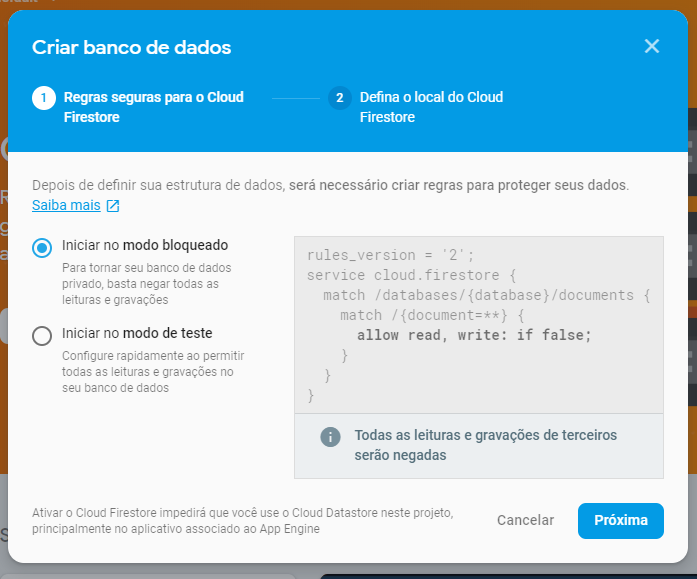 Criar banco de dados
1 Regras seguras para o Cloud
Firestore
2 Defina o local do Cloud
Firestore
Depois de definir sua estrutura de dados, será necessário criar regras para proteger seus dados.
Saiba mais
Iniciar no modo bloqueado
Para tornar seu banco de dados
privado, basta negar todas as
leituras e gravações
Iniciar no modo de teste
Configure rapidamente ao permitir
todas as leituras e gravações no
seu banco de dados
rules_version = '2';
service cloud.firestore {
match /databases/{database}/documents {
match /{document=**} {
allow read, write: if false;
}
}
}
Todas as leituras e gravações de terceiros
serão negadas
Ativar o Cloud Firestore impedirá que você use o Cloud Datastore neste projeto,
principalmente no aplicativo associado ao App Engine
Cancelar
Próxima